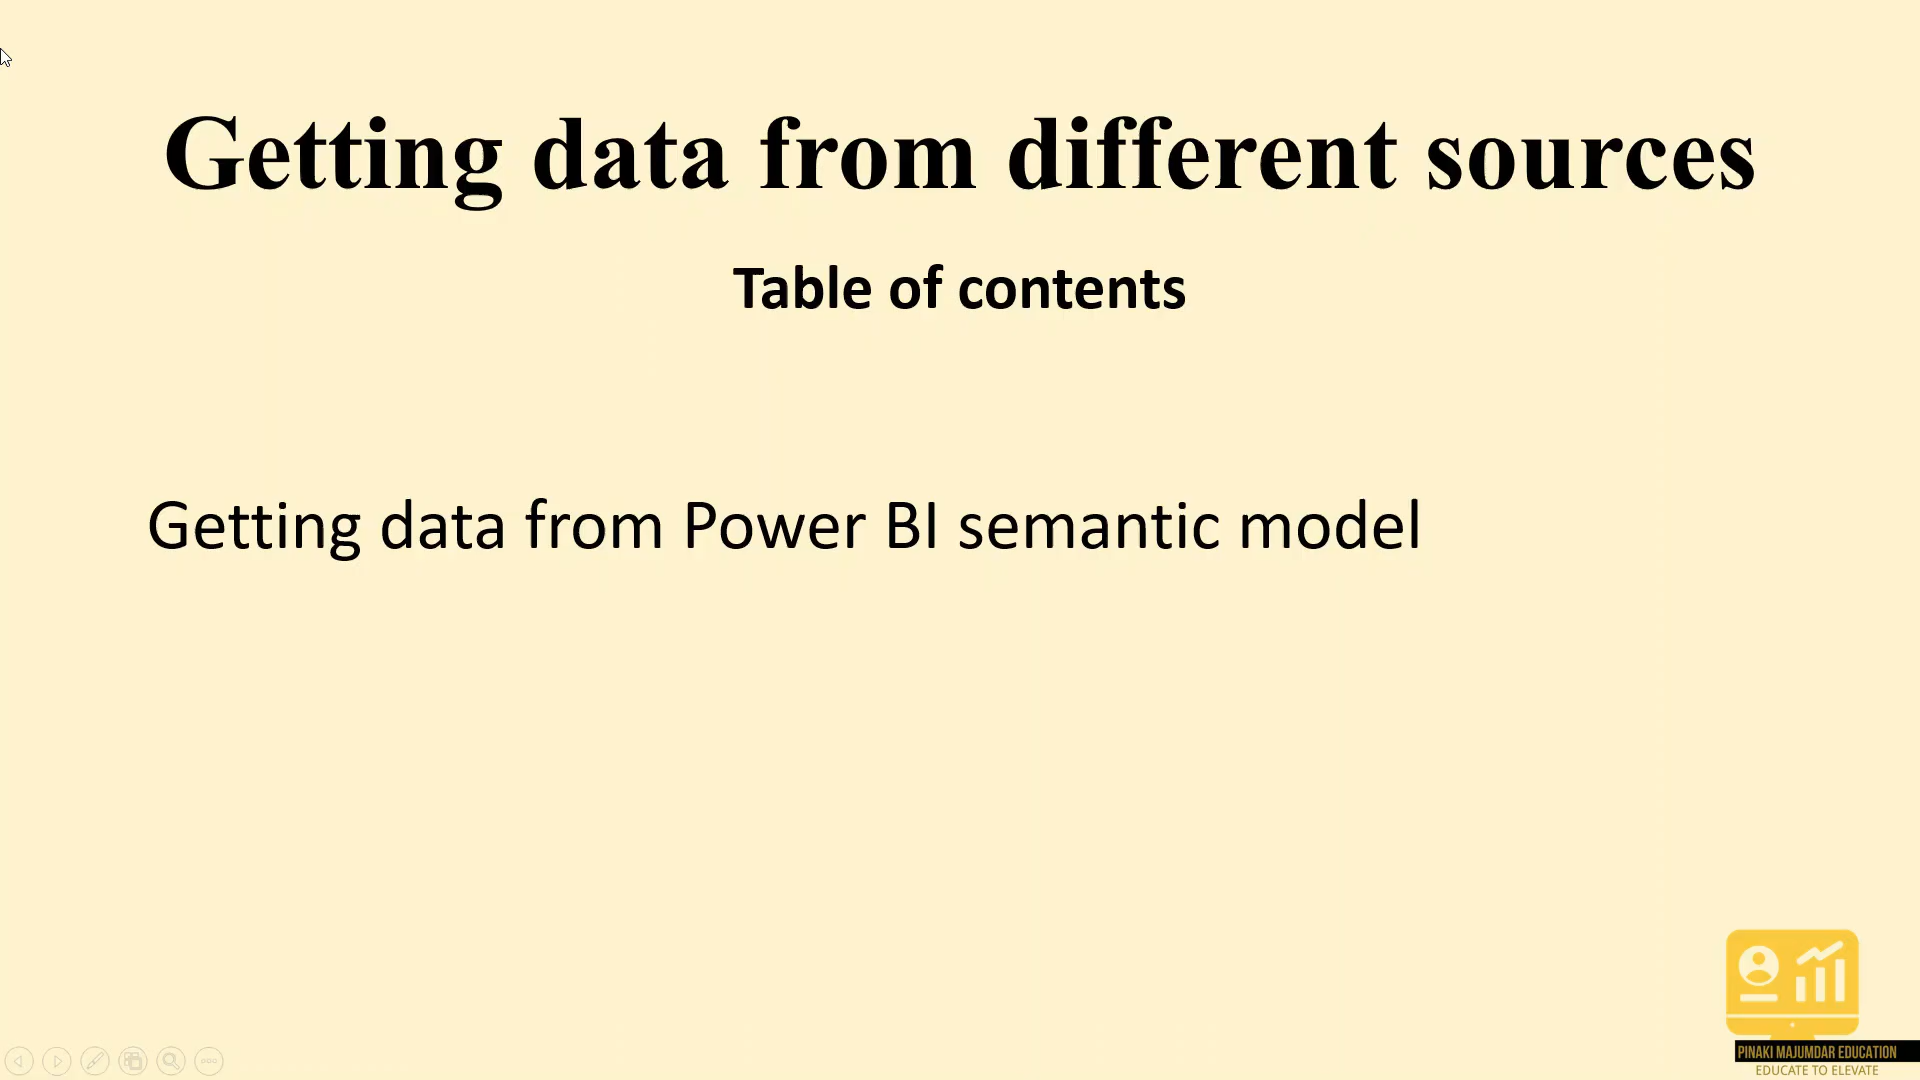 Getting data from different sources
Table of contents
Getting data from Power BI semantic model
PINAKI MAJUMDAR EDUCATION
EDUCATE TO ELEVATE